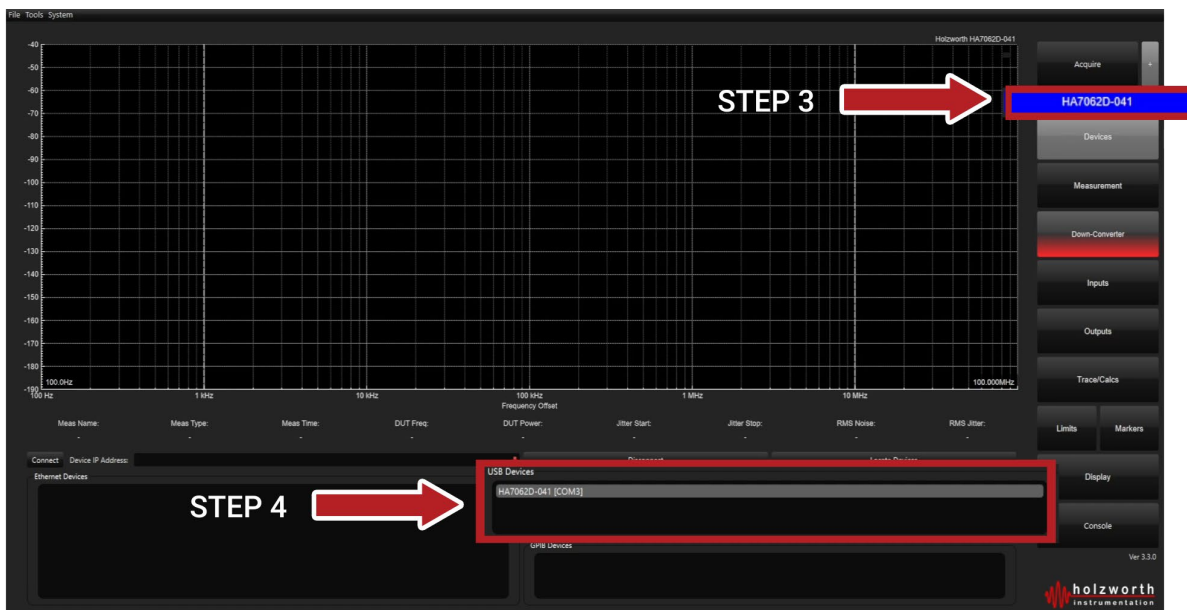 File Tools System
Holzworth HA7062D-041
-40
-50
-60
-70
-80
-90
-100
-110
-120
-130
-140
-150
-160
-170
-180
-190
100.0Hz
100.000MHz
100 Hz 1 kHz 10 kHz 100 kHz 1 MHz 10 MHz
Frequency Offset
STEP 3
Acquire +
HA7062D-041
Devices
Measurement
Down-Converter
Inputs
Outputs
Trace/Calcs
Limits Markers
Display
Console
Ver 3.3.0
holzworth
instrumentation
Meas Name: Meas Type: Meas Time: DUT Freq: DUT Power: Jitter Start: Jitter Stop: RMS Noise: RMS Jitter:
- - - - - - - - -
Connect Device IP Address: Disconnect Locate Devices
Ethernet Devices
STEP 4
USB Devices
HA7062D-041 [COM3]
GPIB Devices